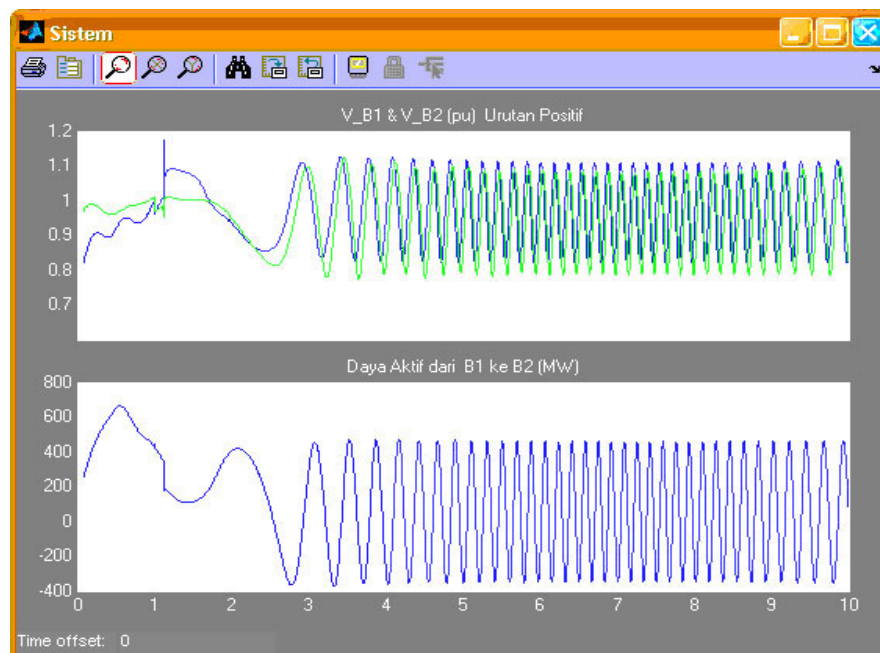 Sistem
V_B1 & V_B2 (pu) Urutan Positif
1.2
1.1
1
0.9
0.8
0.7
Daya Aktif dari B1 ke B2 (MW)
800
600
400
200
0
-200
-400
0 1 2 3 4 5 6 7 8 9 10
Time offset: 0